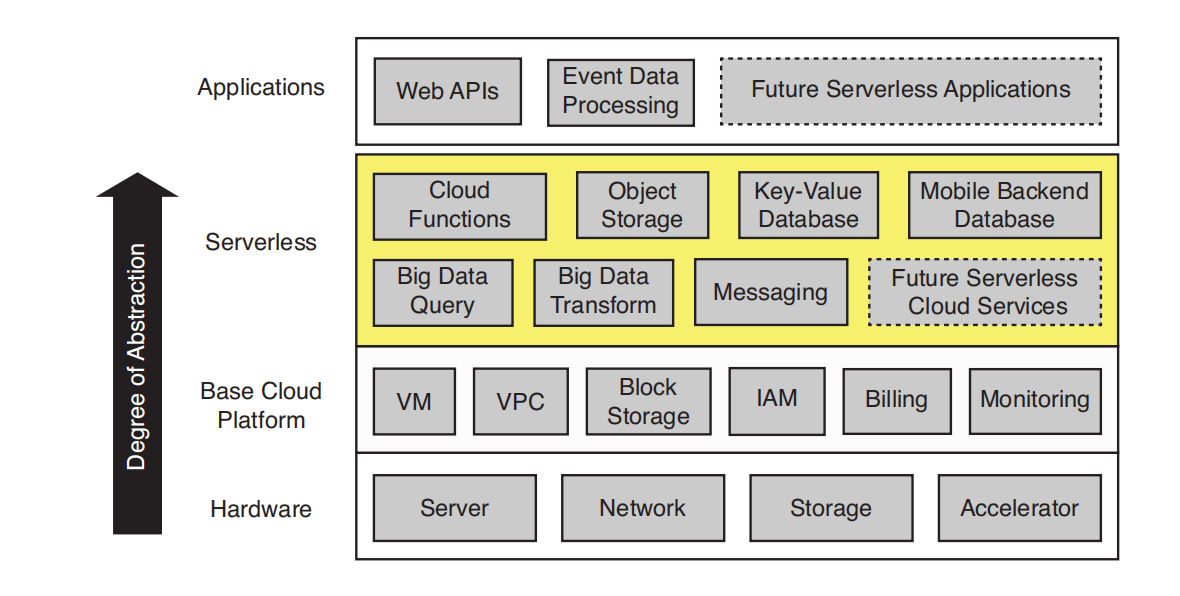 Applications
Web APIs
Event Data
Processing
Future Serverless Applications
Degree of Abstraction
Serverless
Cloud
Functions
Object
Storage
Key-Value
Database
Mobile Backend
Database
Big Data
Query
Big Data
Transform
Messaging
Future Serverless
Cloud Services
Base Cloud
Platform
VM
VPC
Block
Storage
IAM
Billing
Monitoring
Hardware
Server
Network
Storage
Accelerator